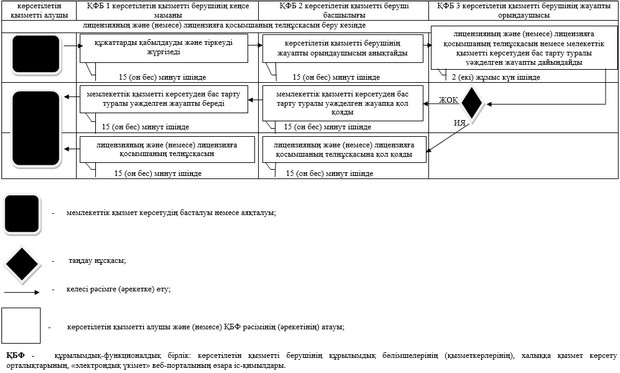 көрсетілетін қызметті алушы
ҚФБ 1 көрсетілетін қызметті берушінің кеңсе маманы
ҚФБ 2 көрсетілетін қызметті беруші басшылығы
ҚФБ 3 көрсетілетін қызметті берушінің жауапты орындаушысы
лицензияның және (немесе) лицензияға қосымшаның телнұсқасын беру кезінде
құжаттарды қабылдауды және тіркеуді жүргізеді
15 (он бес) минут ішінде
көрсетілетін қызметті берушінің жауапты орындаушысын анықтайды
15 (он бес) минут ішінде
лицензияның және (немесе) лицензияға қосымшаның телнұсқасын немесе мелекеттік қызметті көрсетуден бас тарту туралы уәжделген жауапты дайындайды
2 (екі) жұмыс күн ішінде
мемлекеттік қызметті көрсетуден бас тарту туралы уәжделген жауапты береді
15 (он бес) минут ішінде
мемлекеттік қызметті көрсетуден бас тарту туралы уәжделген жауапқа қол қояды
15 (он бес) минут ішінде
ЖОҚ
ИЯ
лицензияның және (немесе) лицензияға қосымшаның телнұсқасын
15 (он бес) минут ішінде
лицензияның және (немесе) лицензияға қосымшаның телнұсқасына қол қояды
15 (он бес) минут ішінде
- мемлекеттік қызмет көрсетудің басталуы немесе аяқталуы;
- таңдау нұсқасы;
- келесі рәсімге (әрекетке) өту;
- көрсетілетін қызметті алушы және (немесе) ҚБФ рәсімінің (әрекетінің) атауы;
ҚБФ - құрылымдық-функционалдық бірлік: көрсетілетін қызметті берушінің құрылымдық бөлімшелерінің (қызметкерлерінің), халыққа қызмет көрсету
орталықтарының, «электрондық үкімет» веб-порталының өзара іс-қимылдары.